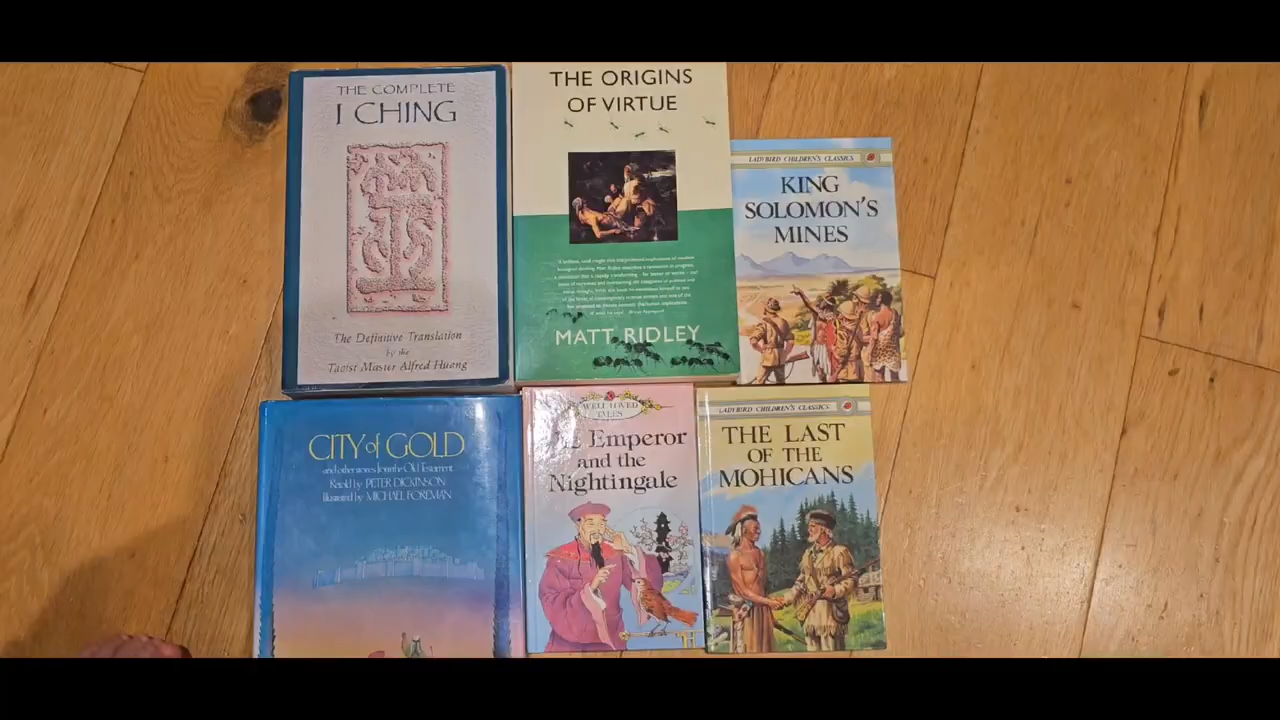 THE COMPLETE
I CHING
The Definitive Translation
by the
Taoist Master Alfred Huang
THE ORIGINS
OF VIRTUE
MATT RIDLEY
LADYBIRD CHILDREN'S CLASSICS
KING
SOLOMON'S
MINES
CITY of GOLD
and other stories from the Old Testament
Retold by PETER DICKINSON
Illustrated by MICHAEL FOREMAN
WELL LOVED
TALES
Emperor
and the
Nightingale
LADYBIRD CHILDREN'S CLASSICS
THE LAST
OF THE
MOHICANS